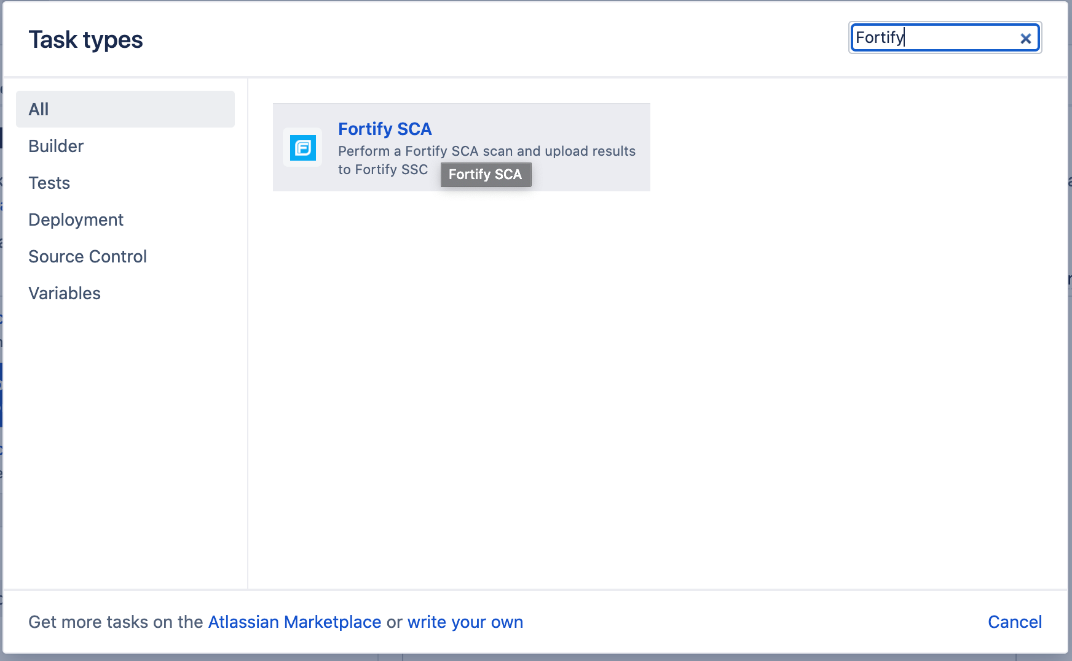 Task types
Fortify
All
Builder
Tests
Deployment
Source Control
Variables
Fortify SCA
Perform a Fortify SCA scan and upload results
to Fortify SSC
Fortify SCA
Get more tasks on the Atlassian Marketplace or write your own
Cancel